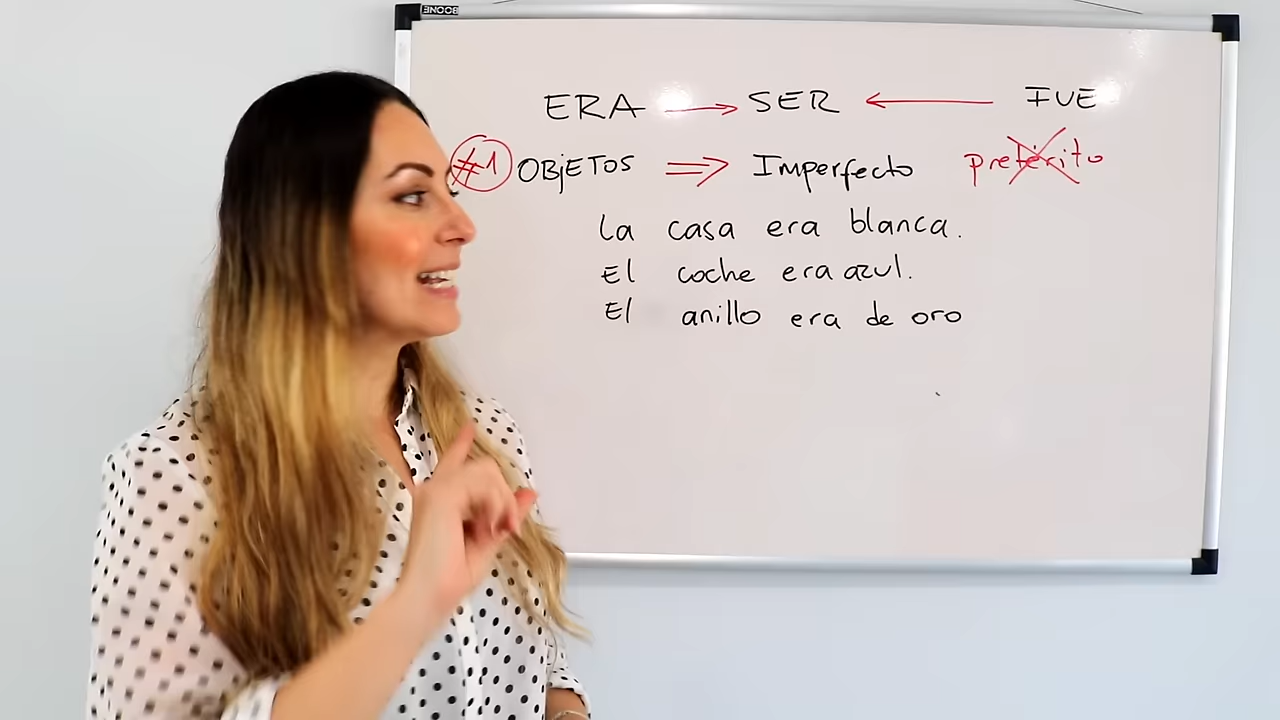 BOONE
ERA → SER ← FUE
#1 OBJETOS ⇒ Imperfecto pretérito
La casa era blanca.
El coche era azul.
El anillo era de oro